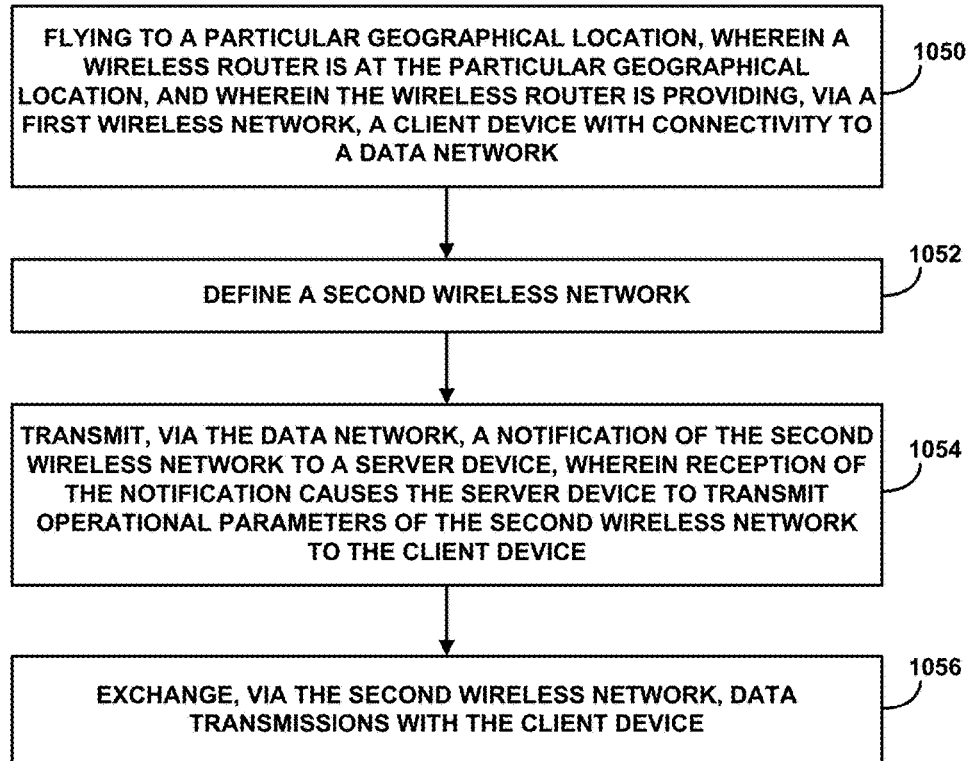 FLYING TO A PARTICULAR GEOGRAPHICAL LOCATION, WHEREIN A
WIRELESS ROUTER IS AT THE PARTICULAR GEOGRAPHICAL
LOCATION, AND WHEREIN THE WIRELESS ROUTER IS PROVIDING, VIA A
FIRST WIRELESS NETWORK, A CLIENT DEVICE WITH CONNECTIVITY TO
A DATA NETWORK
1050
DEFINE A SECOND WIRELESS NETWORK
1052
TRANSMIT, VIA THE DATA NETWORK, A NOTIFICATION OF THE SECOND
WIRELESS NETWORK TO A SERVER DEVICE, WHEREIN RECEPTION OF
THE NOTIFICATION CAUSES THE SERVER DEVICE TO TRANSMIT
OPERATIONAL PARAMETERS OF THE SECOND WIRELESS NETWORK
TO THE CLIENT DEVICE
1054
EXCHANGE, VIA THE SECOND WIRELESS NETWORK, DATA
TRANSMISSIONS WITH THE CLIENT DEVICE
1056